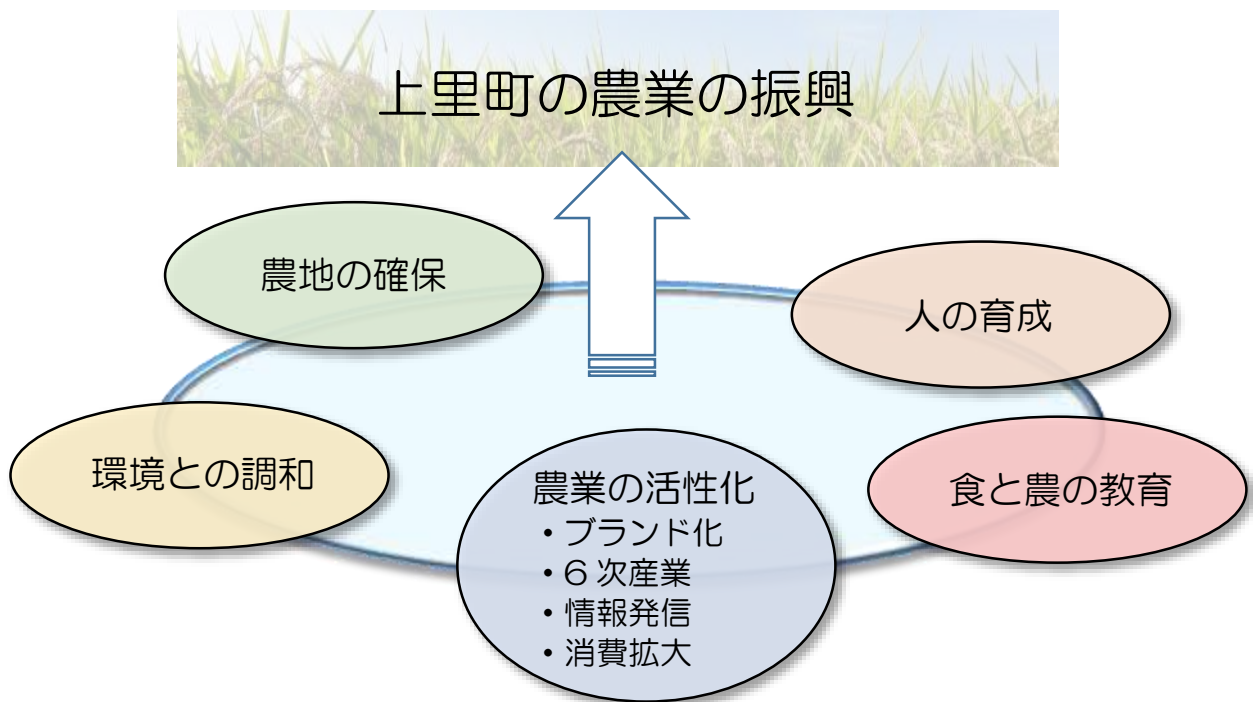 上里町の農業の振興
農地の確保
人の育成
環境との調和
農業の活性化
・ブランド化
・6次産業
・情報発信
・消費拡大
食と農の教育